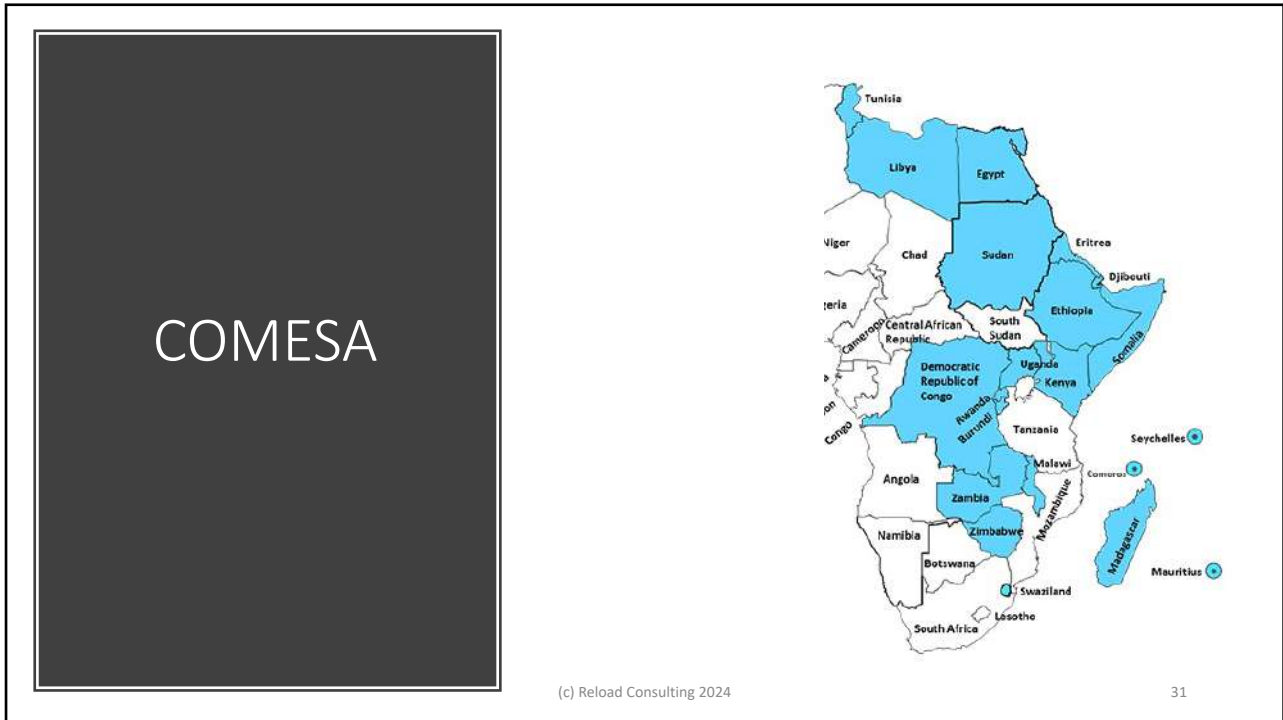 COMESA
Tunisia
Libya
Egypt
Niger
Chad
Sudan
Eritrea
Djibouti
geria
Ethiopia
Cameroon
Central African
Republic
South
Sudan
Somalia
Uganda
Kenya
Democratic
Republic of
Congo
Rwanda
Burundi
on
Congo
Tanzania
Seychelles
Malawi
Comoros
Angola
Zambia
Mozambique
Madagascar
Namibia
Zimbabwe
Botswana
Mauritius
Swaziland
Lesotho
South Africa
(c) Reload Consulting 2024
31